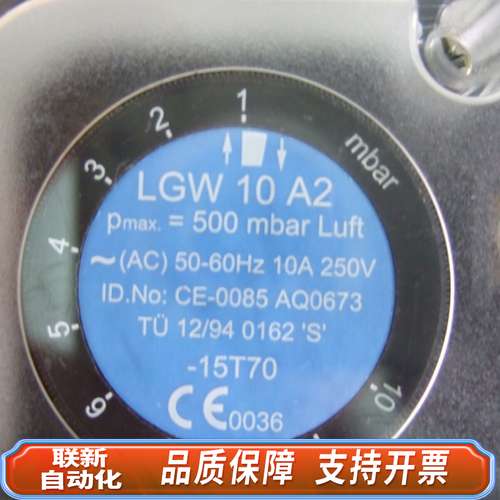 1
2
3
4
5
6
10
mbar
LGW 10 A2
pmax. = 500 mbar Luft
~(AC) 50-60Hz 10A 250V
ID.No: CE-0085 AQ0673
TÜ 12/94 0162 'S'
-15T70
CE 0036
联新
自动化
品质保障 支持开票